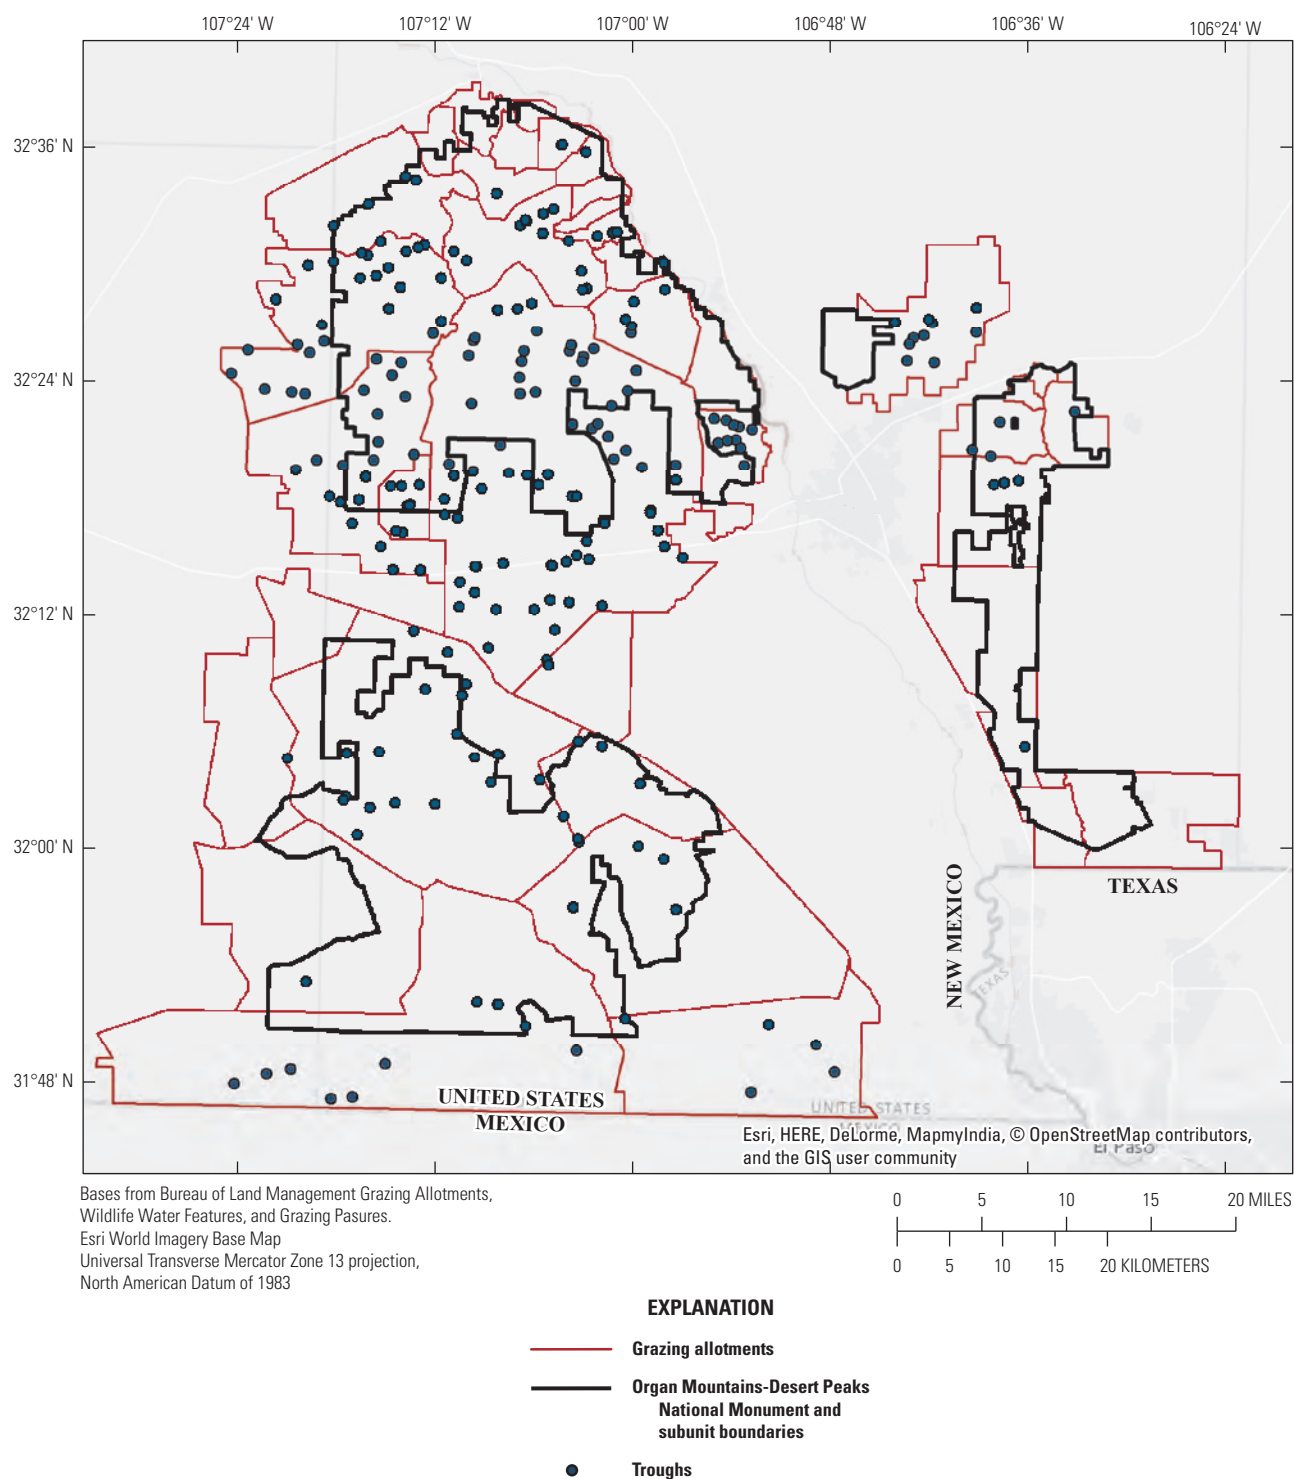 107°24' W 107°12' W 107°00' W 106°48' W 106°36' W 106°24' W
32°36' N
32°24' N
32°12' N
32°00' N
31°48' N
TEXAS
NEW MEXICO
TEXAS
UNITED STATES
MEXICO
UNITED STATES
MEXICO
El Paso
Esri, HERE, DeLorme, MapmyIndia, © OpenStreetMap contributors,
and the GIS user community
Bases from Bureau of Land Management Grazing Allotments,
Wildlife Water Features, and Grazing Pasures.
Esri World Imagery Base Map
Universal Transverse Mercator Zone 13 projection,
North American Datum of 1983
0 5 10 15 20 MILES
0 5 10 15 20 KILOMETERS
EXPLANATION
Grazing allotments
Organ Mountains-Desert Peaks
National Monument and
subunit boundaries
Troughs